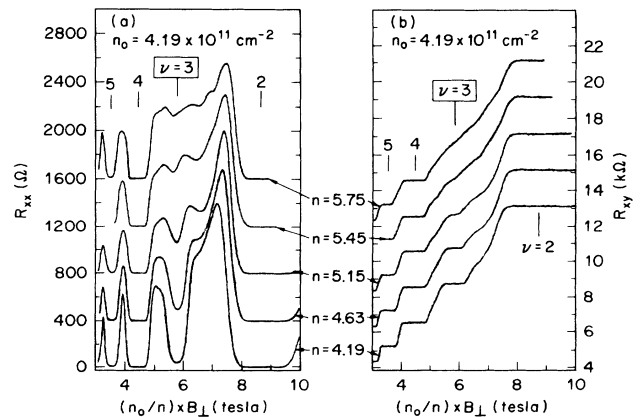 (a)
n₀ = 4.19 x 10¹¹ cm⁻²
ν = 3
5 4 2
2800
2400
2000
1600
1200
800
400
0
Rxx (Ω)
4 6 8 10
(n₀/n) x B⊥ (tesla)
n = 5.75
n = 5.45
n = 5.15
n = 4.63
n = 4.19
(b)
n₀ = 4.19 x 10¹¹ cm⁻²
ν = 3
5 4
ν = 2
22
20
18
16
14
12
10
8
6
4
Rxy (kΩ)
4 6 8 10
(n₀/n) x B⊥ (tesla)